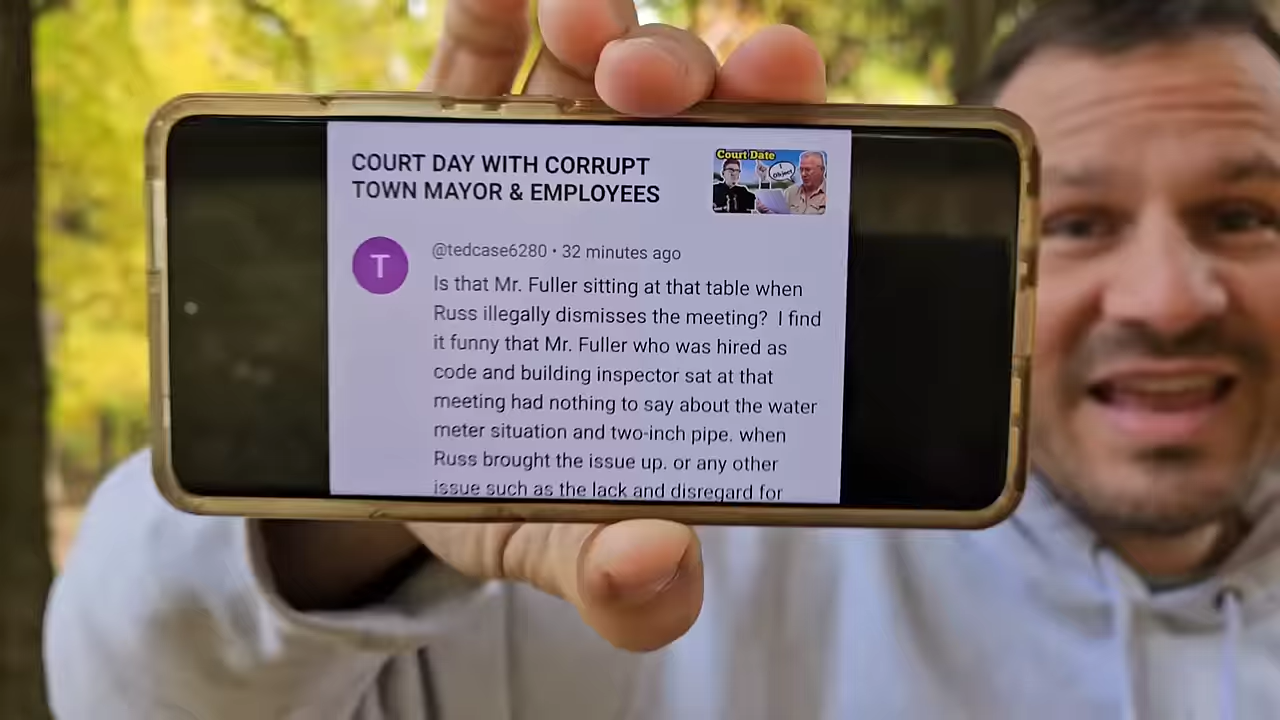 COURT DAY WITH CORRUPT
TOWN MAYOR & EMPLOYEES
Court Date
I
Object
T
@tedcase6280 • 32 minutes ago
Is that Mr. Fuller sitting at that table when
Russ illegally dismisses the meeting? I find
it funny that Mr. Fuller who was hired as
code and building inspector sat at that
meeting had nothing to say about the water
meter situation and two-inch pipe. when
Russ brought the issue up. or any other
issue such as the lack and disregard for